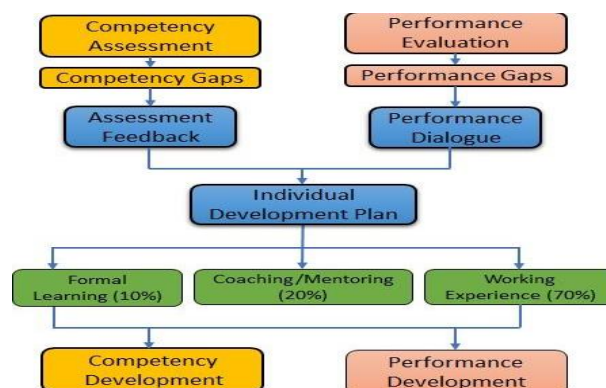 Competency
Assessment
Performance
Evaluation
Competency Gaps
Performance Gaps
Assessment
Feedback
Performance
Dialogue
Individual
Development Plan
Formal
Learning (10%)
Coaching/Mentoring
(20%)
Working
Experience (70%)
Competency
Development
Performance
Development